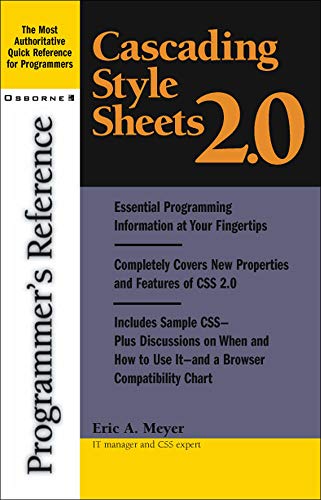 The Most
Authoritative
Quick Reference
for Programmers
OSBORNE
Programmer's Reference
Cascading
Style
Sheets 2.0
Essential Programming
Information at Your Fingertips
Completely Covers New Properties
and Features of CSS 2.0
Includes Sample CSS—
Plus Discussions on When and
How to Use It—and a Browser
Compatibility Chart
Eric A. Meyer
IT manager and CSS expert